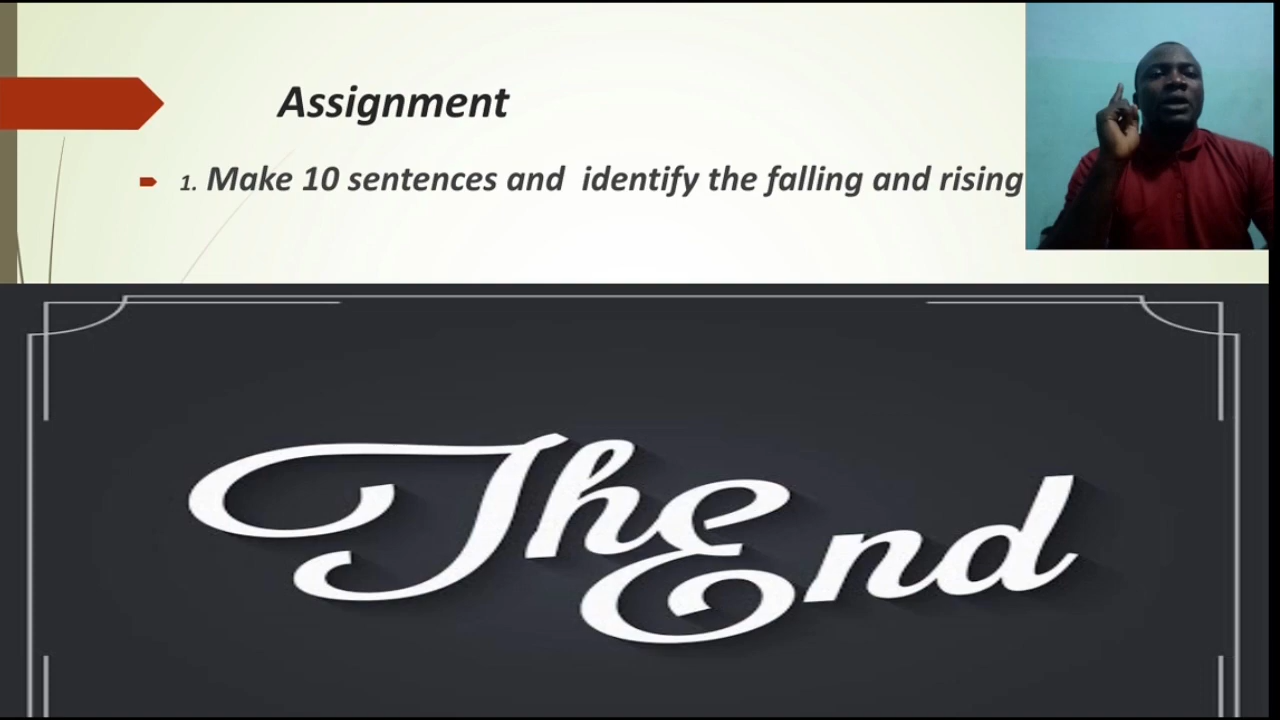 Assignment
1. Make 10 sentences and identify the falling and rising
The End